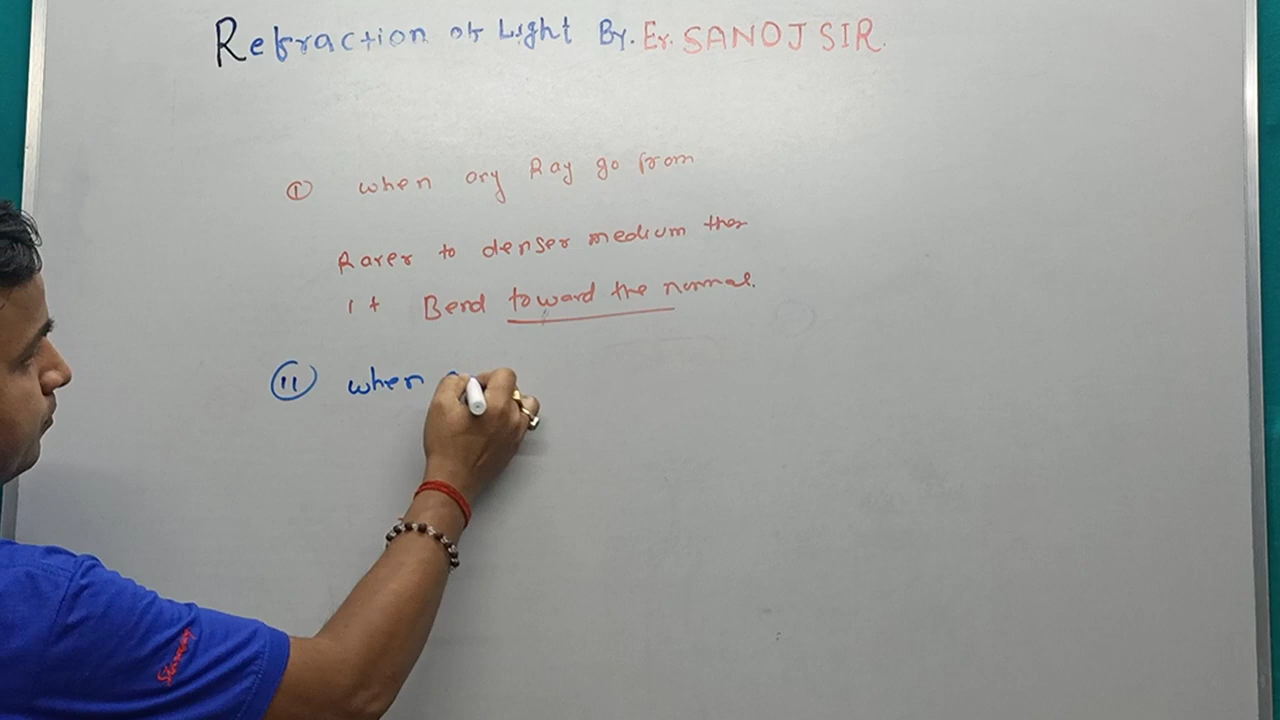 Refraction of Light By. Er. SANOJ SIR.
① when any Ray go from
Rarer to denser medium then
it Bend toward the normal.
(ii) when